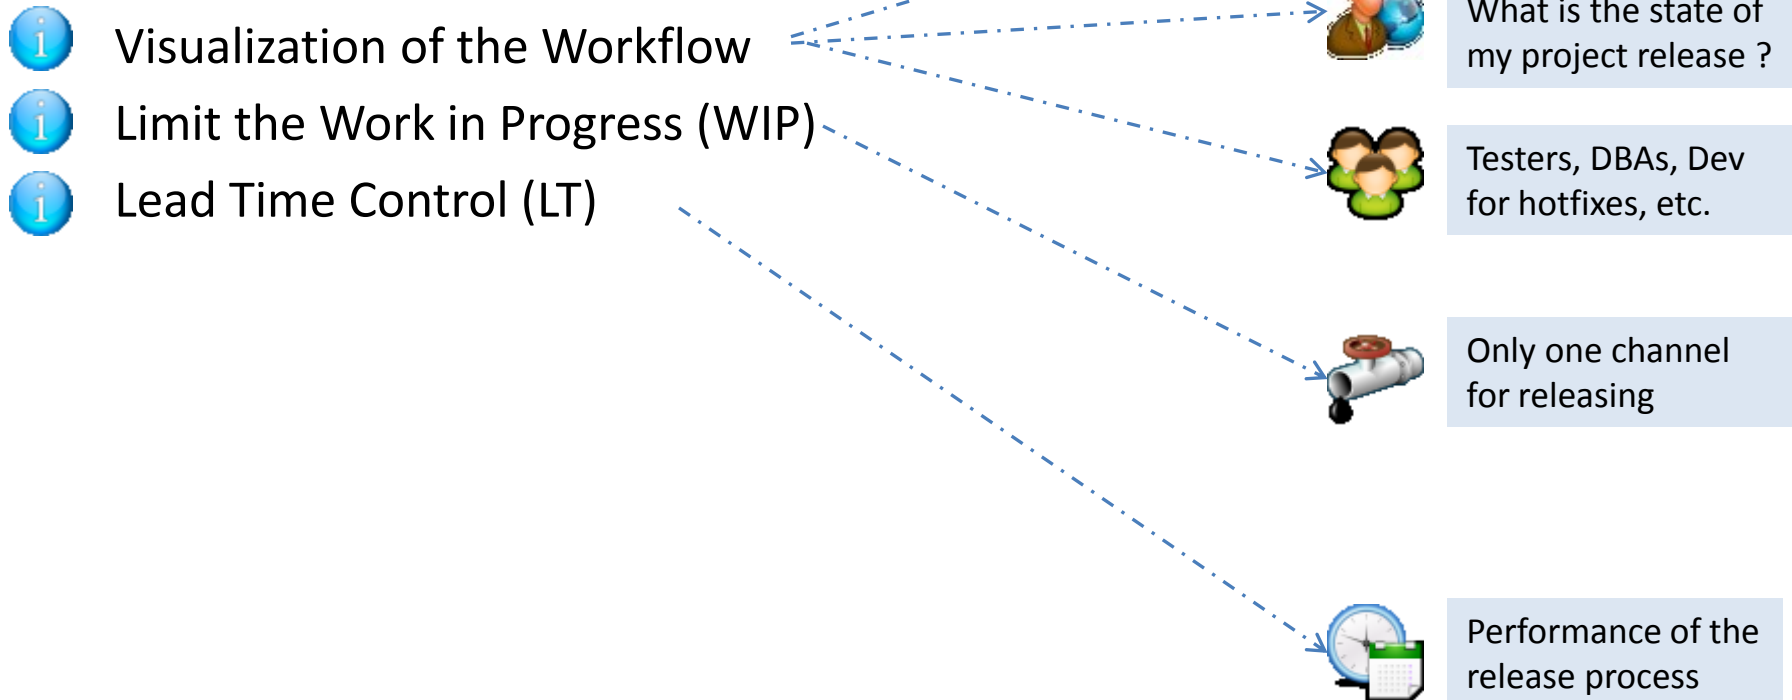 Visualization of the Workflow
Limit the Work in Progress (WIP)
Lead Time Control (LT)
What is the state of
my project release ?
Testers, DBAs, Dev
for hotfixes, etc.
Only one channel
for releasing
Performance of the
release process